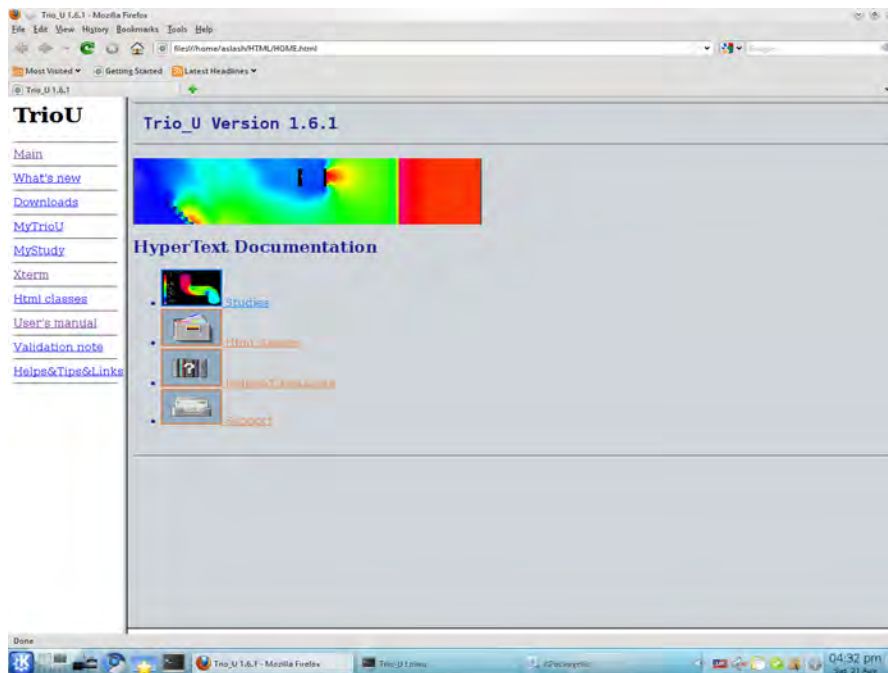 Trio_U 1.6.1 - Mozilla Firefox
File Edit View History Bookmarks Tools Help
file:///home/aslash/HTML/HOME.html
Most Visited Getting Started Latest Headlines
Trio_U 1.6.1
TrioU
Main
What's new
Downloads
MyTrioU
MyStudy
Xterm
Html classes
User's manual
Validation note
Helps&Tips&Links
Trio_U Version 1.6.1
HyperText Documentation
Studies
Html classes
Support
Done
Trio_U 1.6.1 - Mozilla Firefox
04:32 pm